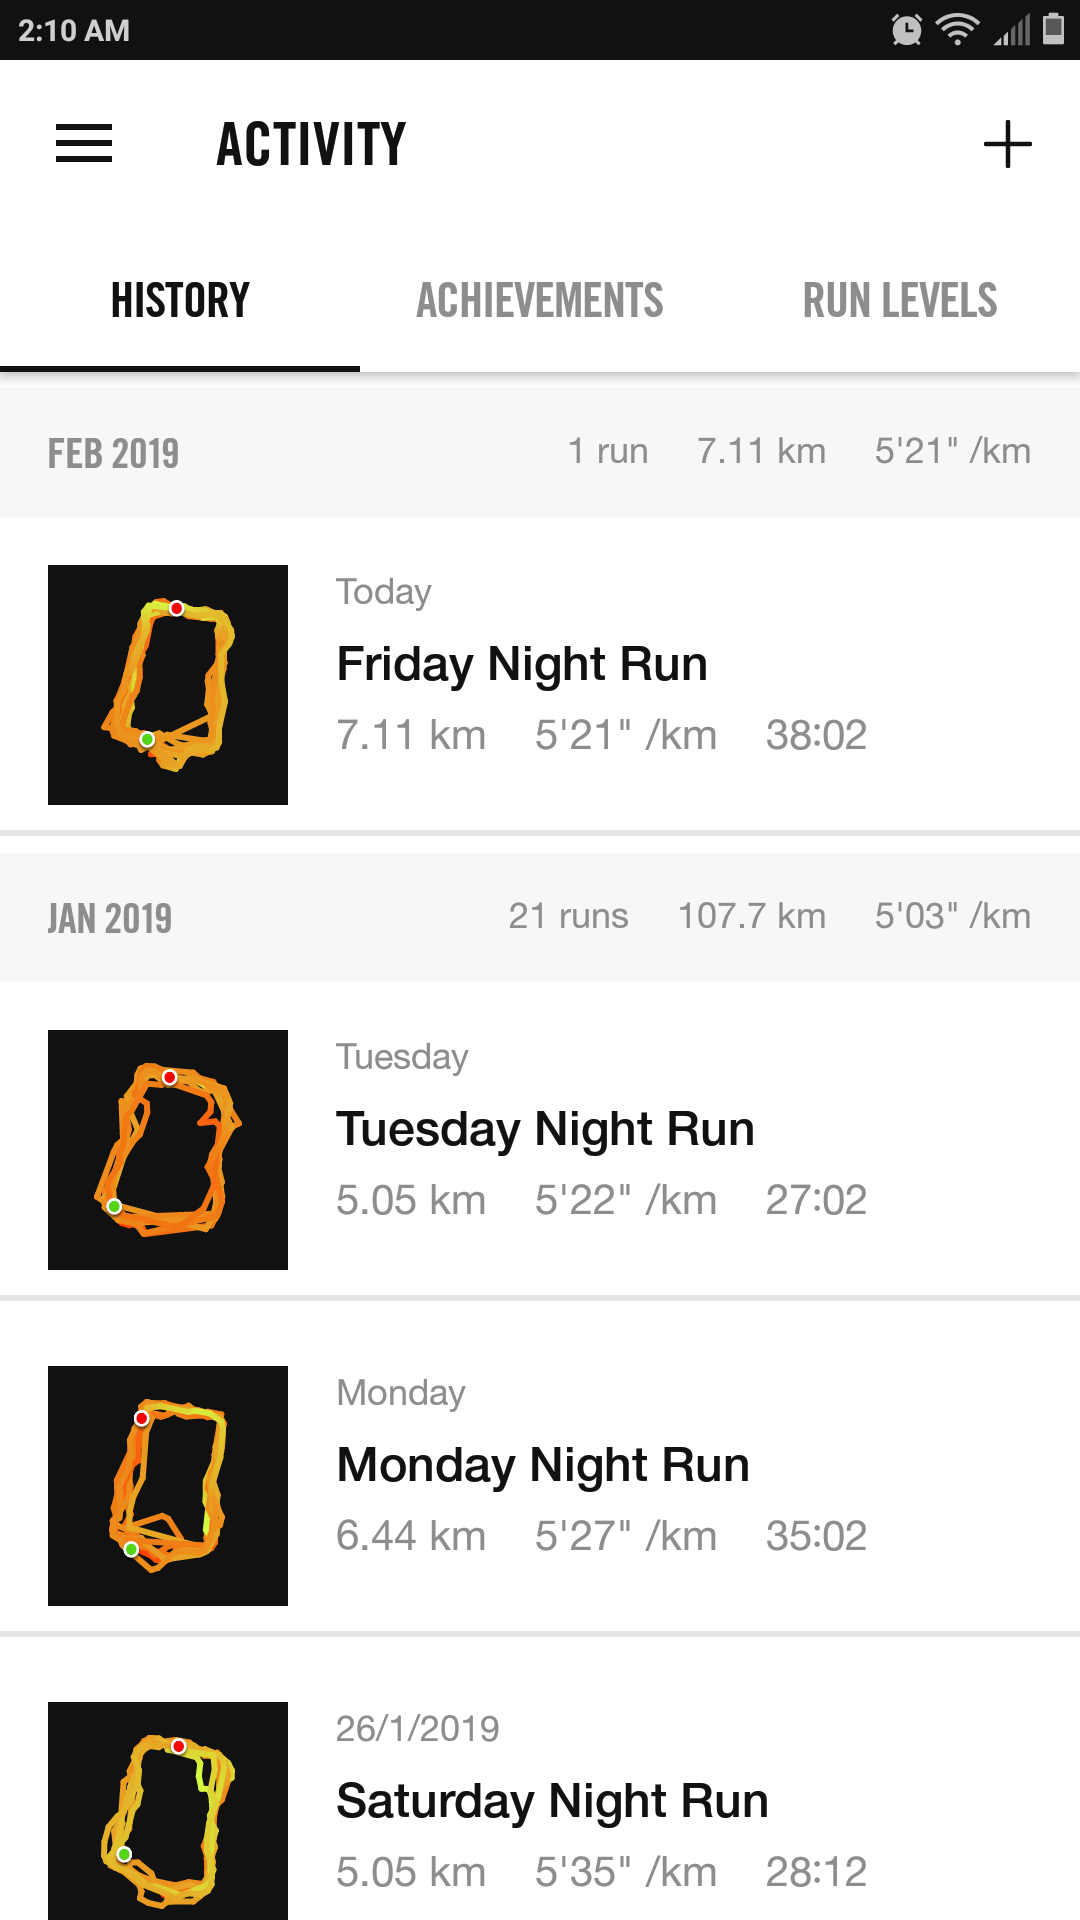 2:10 AM
ACTIVITY
HISTORY ACHIEVEMENTS RUN LEVELS
FEB 2019 1 run 7.11 km 5'21" /km
Today
Friday Night Run
7.11 km 5'21" /km 38:02
JAN 2019 21 runs 107.7 km 5'03" /km
Tuesday
Tuesday Night Run
5.05 km 5'22" /km 27:02
Monday
Monday Night Run
6.44 km 5'27" /km 35:02
26/1/2019
Saturday Night Run
5.05 km 5'35" /km 28:12